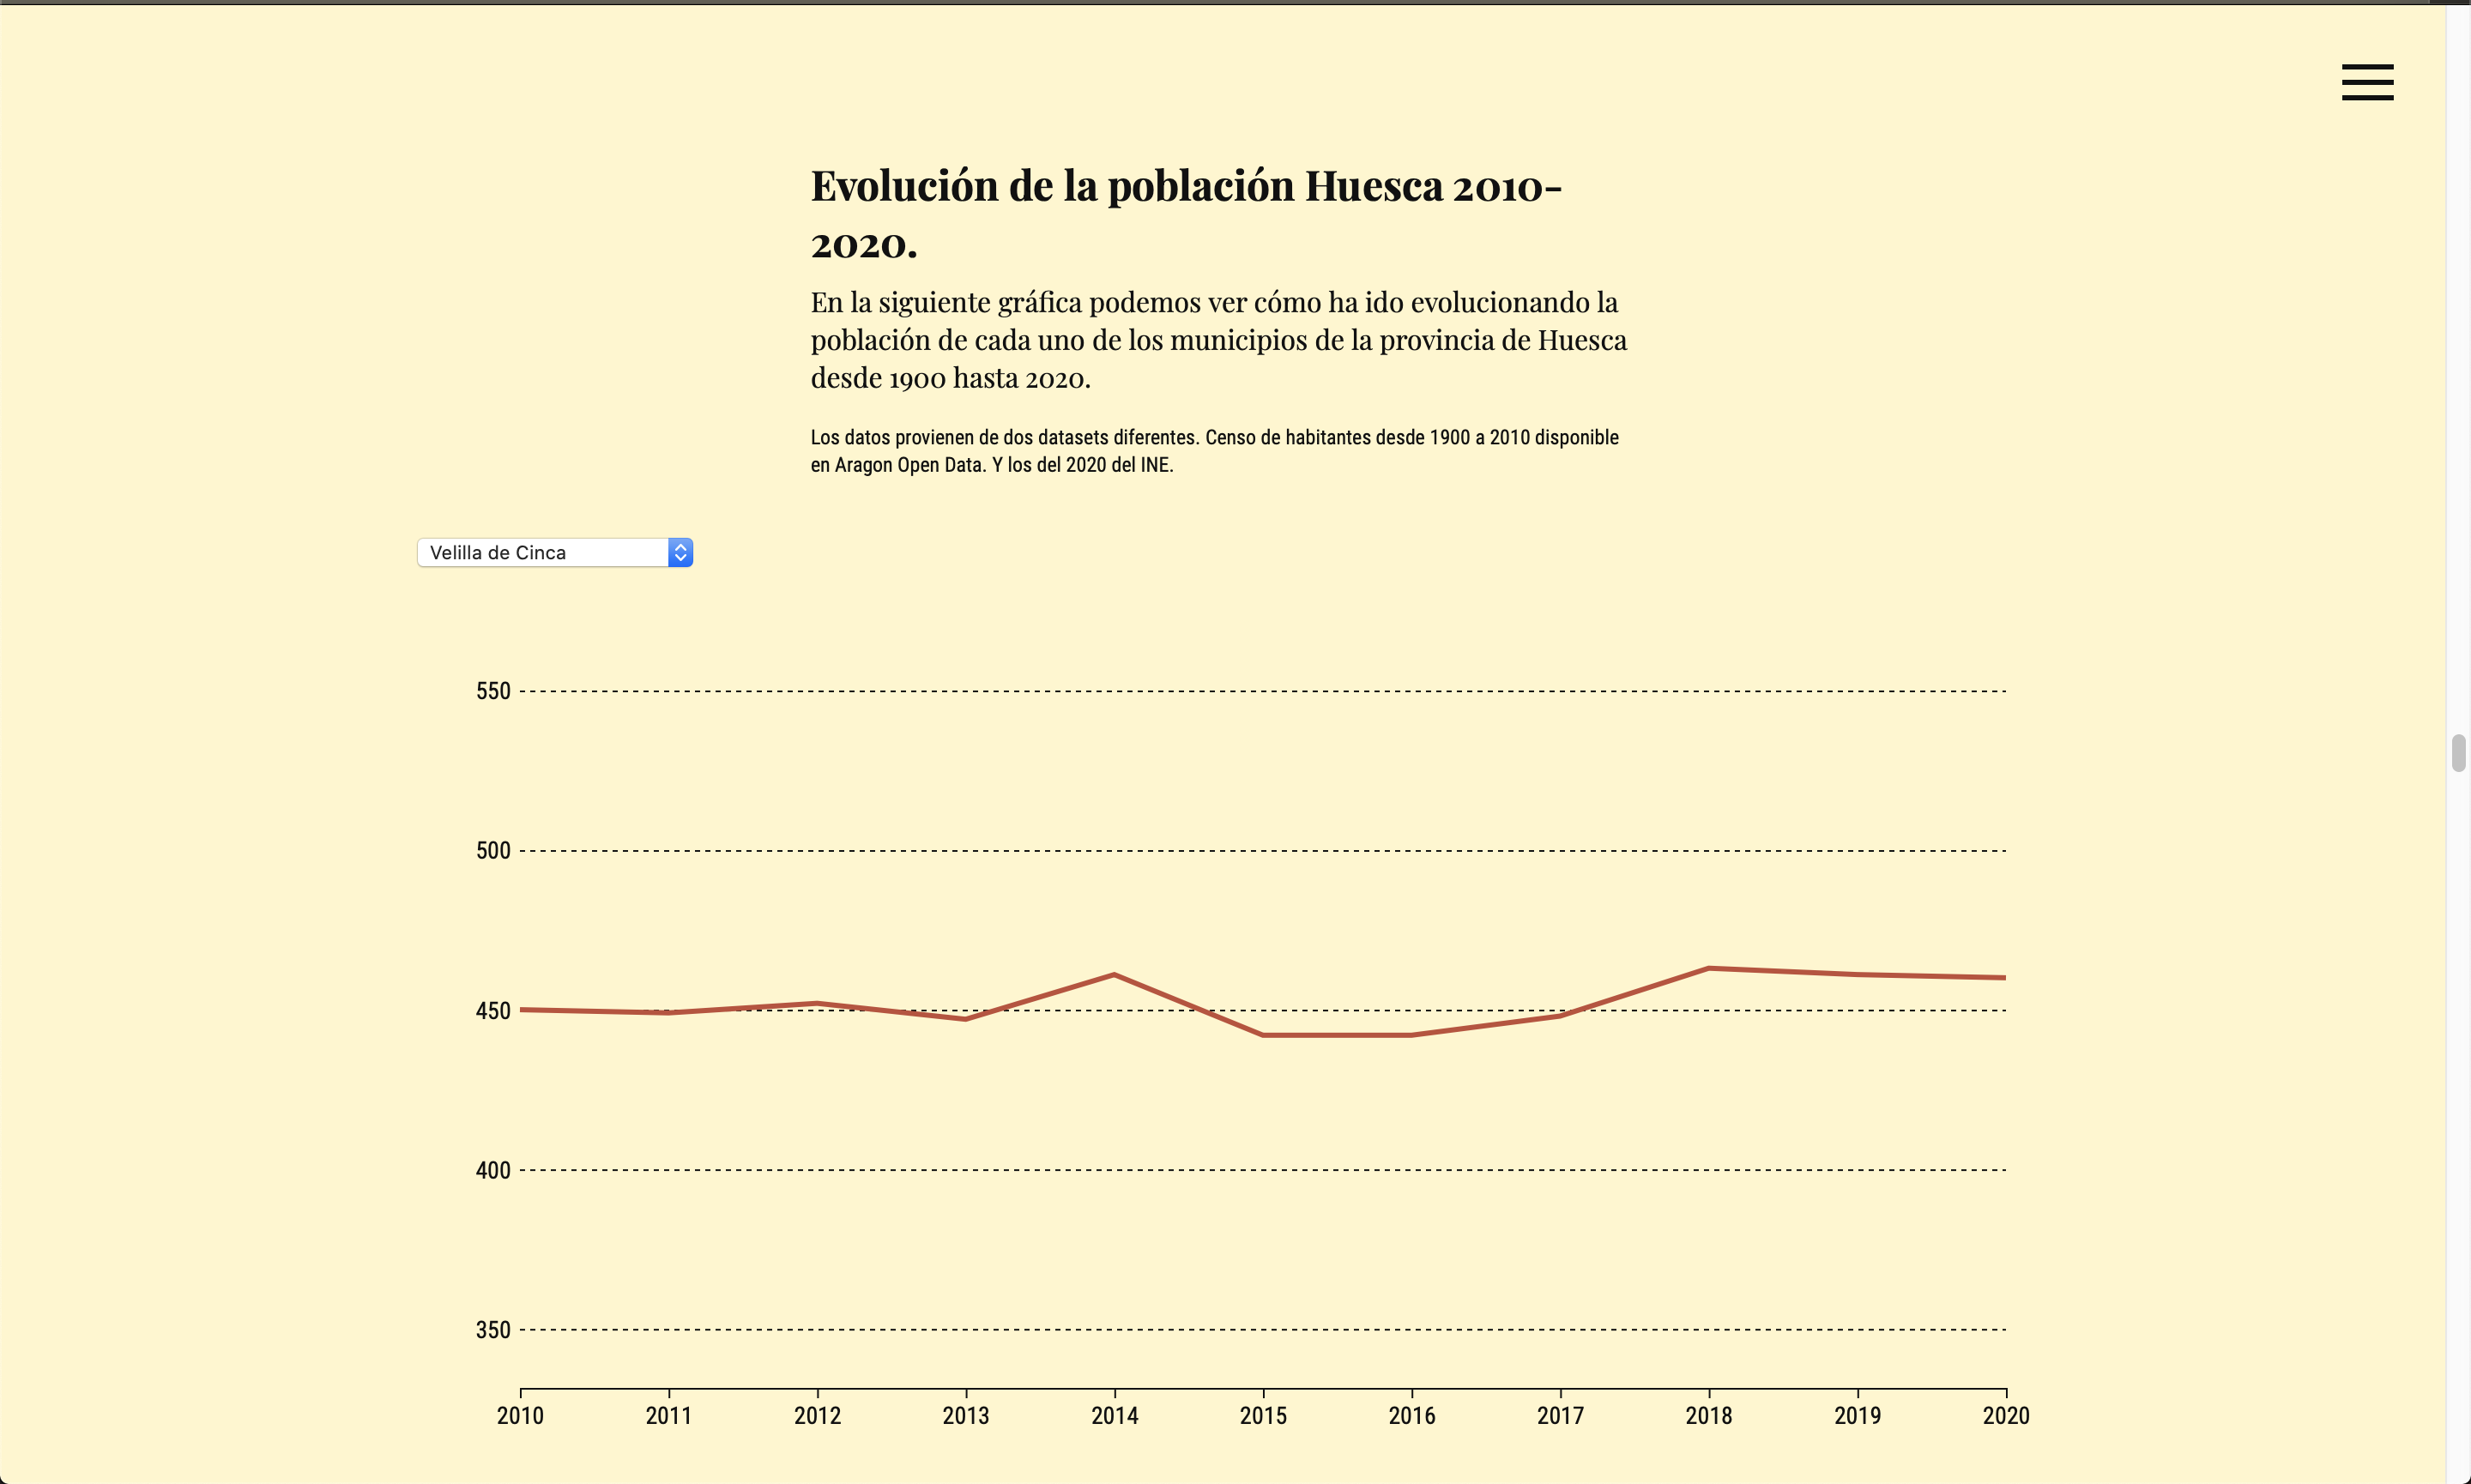 Evolución de la población Huesca 2010-
2020.
En la siguiente gráfica podemos ver cómo ha ido evolucionando la
población de cada uno de los municipios de la provincia de Huesca
desde 1900 hasta 2020.
Los datos provienen de dos datasets diferentes. Censo de habitantes desde 1900 a 2010 disponible
en Aragon Open Data. Y los del 2020 del INE.
Velilla de Cinca
550
500
450
400
350
2010 2011 2012 2013 2014 2015 2016 2017 2018 2019 2020